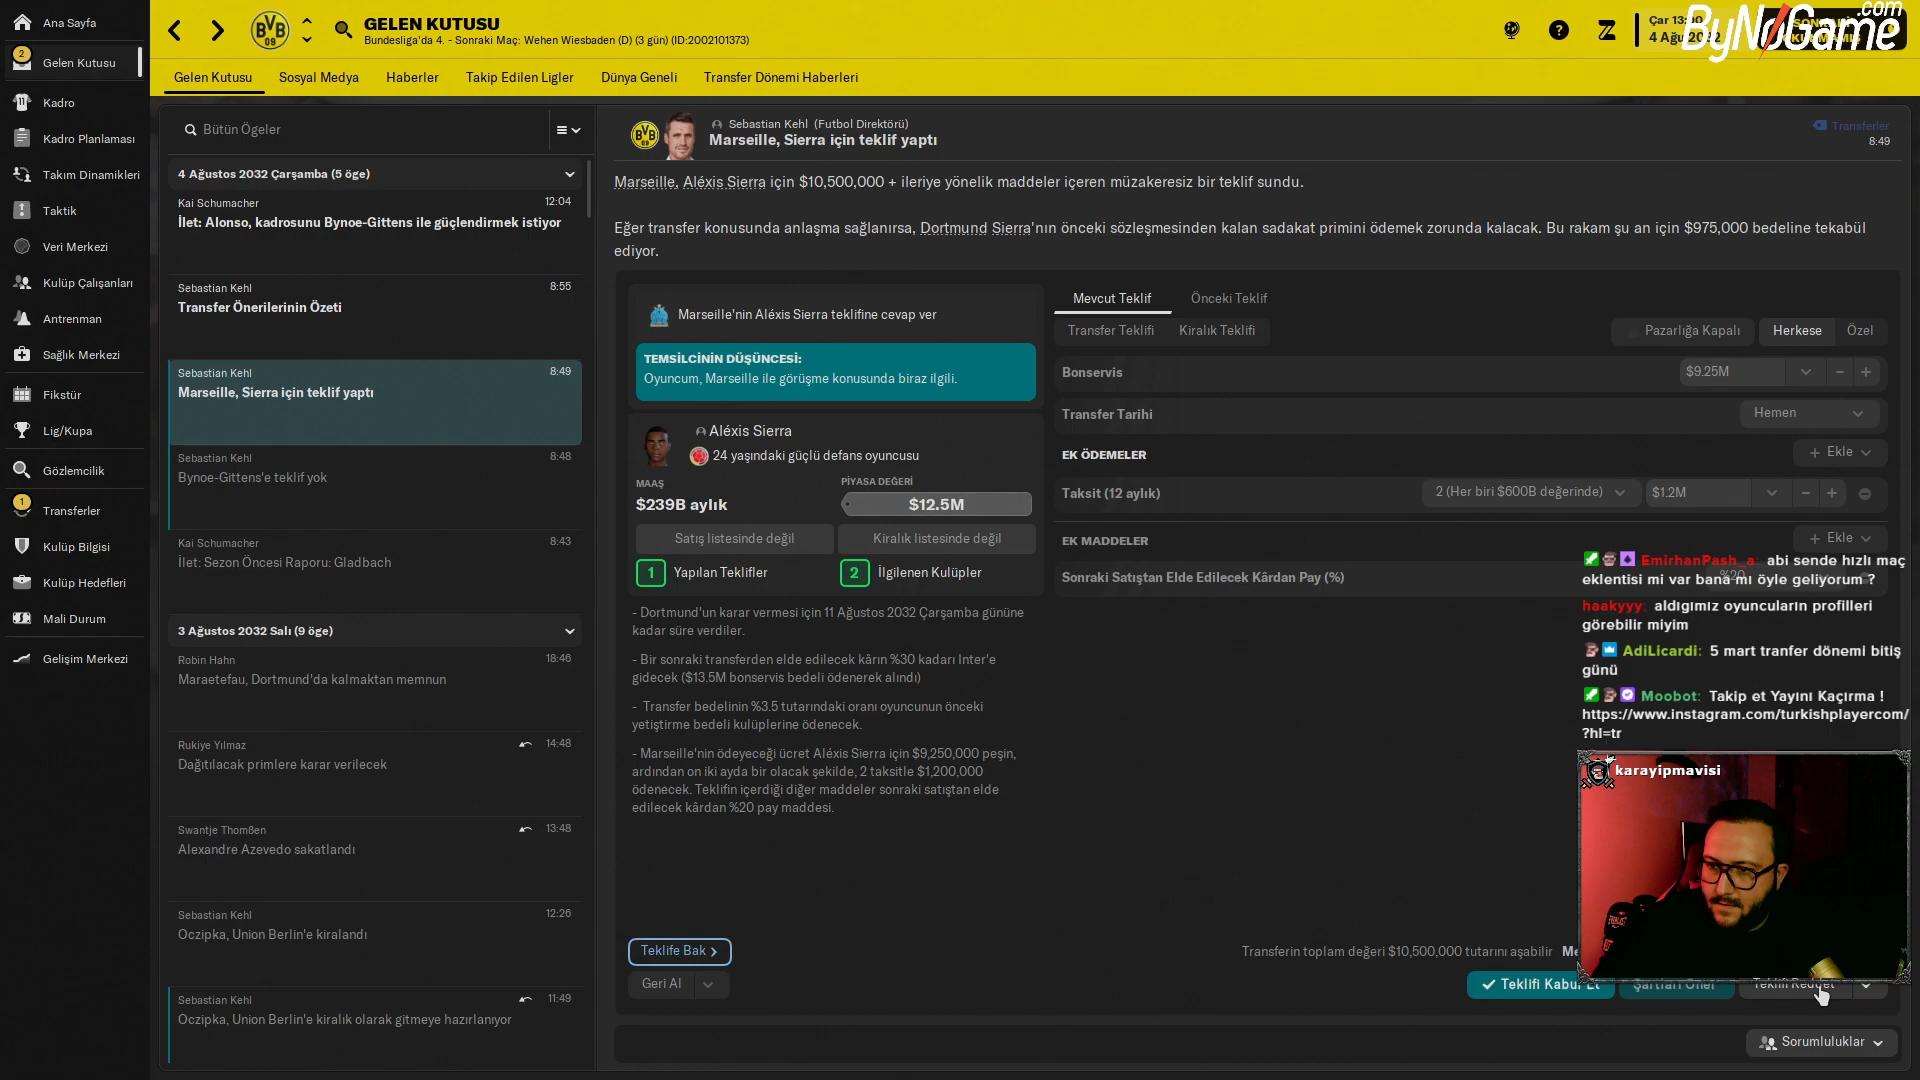 Ana Sayfa
2
Gelen Kutusu
Kadro
Kadro Planlaması
Takım Dinamikleri
Taktik
Veri Merkezi
Kulüp Çalışanları
Antrenman
Sağlık Merkezi
Fikstür
Lig/Kupa
Gözlemcilik
1
Transferler
Kulüp Bilgisi
Kulüp Hedefleri
Mali Durum
Gelişim Merkezi
BVB 09
GELEN KUTUSU
Bundesliga'da 4. - Sonraki Maç: Wehen Wiesbaden (D) (3 gün) (ID:2002101373)
ByNoGame.com
Gelen Kutusu
Sosyal Medya
Haberler
Takip Edilen Ligler
Dünya Geneli
Transfer Dönemi Haberleri
Bütün Ögeler
4 Ağustos 2032 Çarşamba (5 öge)
Kai Schumacher 12:04
İlet: Alonso, kadrosunu Bynoe-Gittens ile güçlendirmek istiyor
Sebastian Kehl 8:55
Transfer Önerilerinin Özeti
Sebastian Kehl 8:49
Marseille, Sierra için teklif yaptı
Sebastian Kehl 8:48
Bynoe-Gittens'e teklif yok
Kai Schumacher 8:43
İlet: Sezon Öncesi Raporu: Gladbach
3 Ağustos 2032 Salı (9 öge)
Robin Hahn 18:46
Maraetefau, Dortmund'da kalmaktan memnun
Rukiye Yılmaz 14:48
Dağıtılacak primlere karar verilecek
Swantje Thomßen 13:48
Alexandre Azevedo sakatlandı
Sebastian Kehl 12:26
Oczipka, Union Berlin'e kiralandı
Sebastian Kehl 11:49
Oczipka, Union Berlin'e kiralık olarak gitmeye hazırlanıyor
Sebastian Kehl (Futbol Direktörü)
Marseille, Sierra için teklif yaptı
Transferler
8:49
Marseille, Aléxis Sierra için $10,500,000 + ileriye yönelik maddeler içeren müzakeresiz bir teklif sundu.
Eğer transfer konusunda anlaşma sağlanırsa, Dortmund Sierra'nın önceki sözleşmesinden kalan sadakat primini ödemek zorunda kalacak. Bu rakam şu an için $975,000 bedeline tekabül
ediyor.
Marseille'nin Aléxis Sierra teklifine cevap ver
TEMSİLCİNİN DÜŞÜNCESİ:
Oyuncum, Marseille ile görüşme konusunda biraz ilgili.
Aléxis Sierra
24 yaşındaki güçlü defans oyuncusu
MAAŞ
$239B aylık
PİYASA DEĞERİ
$12.5M
Satış listesinde değil
Kiralık listesinde değil
1 Yapılan Teklifler
2 İlgilenen Kulüpler
- Dortmund'un karar vermesi için 11 Ağustos 2032 Çarşamba gününe
kadar süre verdiler.
- Bir sonraki transferden elde edilecek kârın %30 kadarı Inter'e
gidecek ($13.5M bonservis bedeli ödenerek alındı)
- Transfer bedelinin %3.5 tutarındaki oranı oyuncunun önceki
yetiştirme bedeli kulüplerine ödenecek.
- Marseille'nin ödeyeceği ücret Aléxis Sierra için $9,250,000 peşin,
ardından on iki ayda bir olacak şekilde, 2 taksitle $1,200,000
ödenecek. Teklifin içerdiği diğer maddeler sonraki satıştan elde
edilecek kârdan %20 pay maddesi.
Teklife Bak
Geri Al
Mevcut Teklif
Önceki Teklif
Transfer Teklifi
Kiralık Teklifi
Pazarlığa Kapalı
Herkese
Özel
Bonservis $9.25M
Transfer Tarihi Hemen
EK ÖDEMELER + Ekle
Taksit (12 aylık) 2 (Her biri $600B değerinde) $1.2M
EK MADDELER + Ekle
Sonraki Satıştan Elde Edilecek Kârdan Pay (%) %20
EmirhanPash_a: abi sende hızlı maç
eklentisi mi var bana mı öyle geliyorum ?
haakyyy: aldıgımız oyuncuların profilleri
görebilir miyim
AdiLicardi: 5 mart tranfer dönemi bitiş
günü
Moobot: Takip et Yayını Kaçırma !
https://www.instagram.com/turkishplayercom/
?hl=tr
karayipmavisi
Transferin toplam değeri $10,500,000 tutarını aşabilir
Teklifi Kabul Et
Şartları Öner
Teklifi Reddet
Sorumluluklar